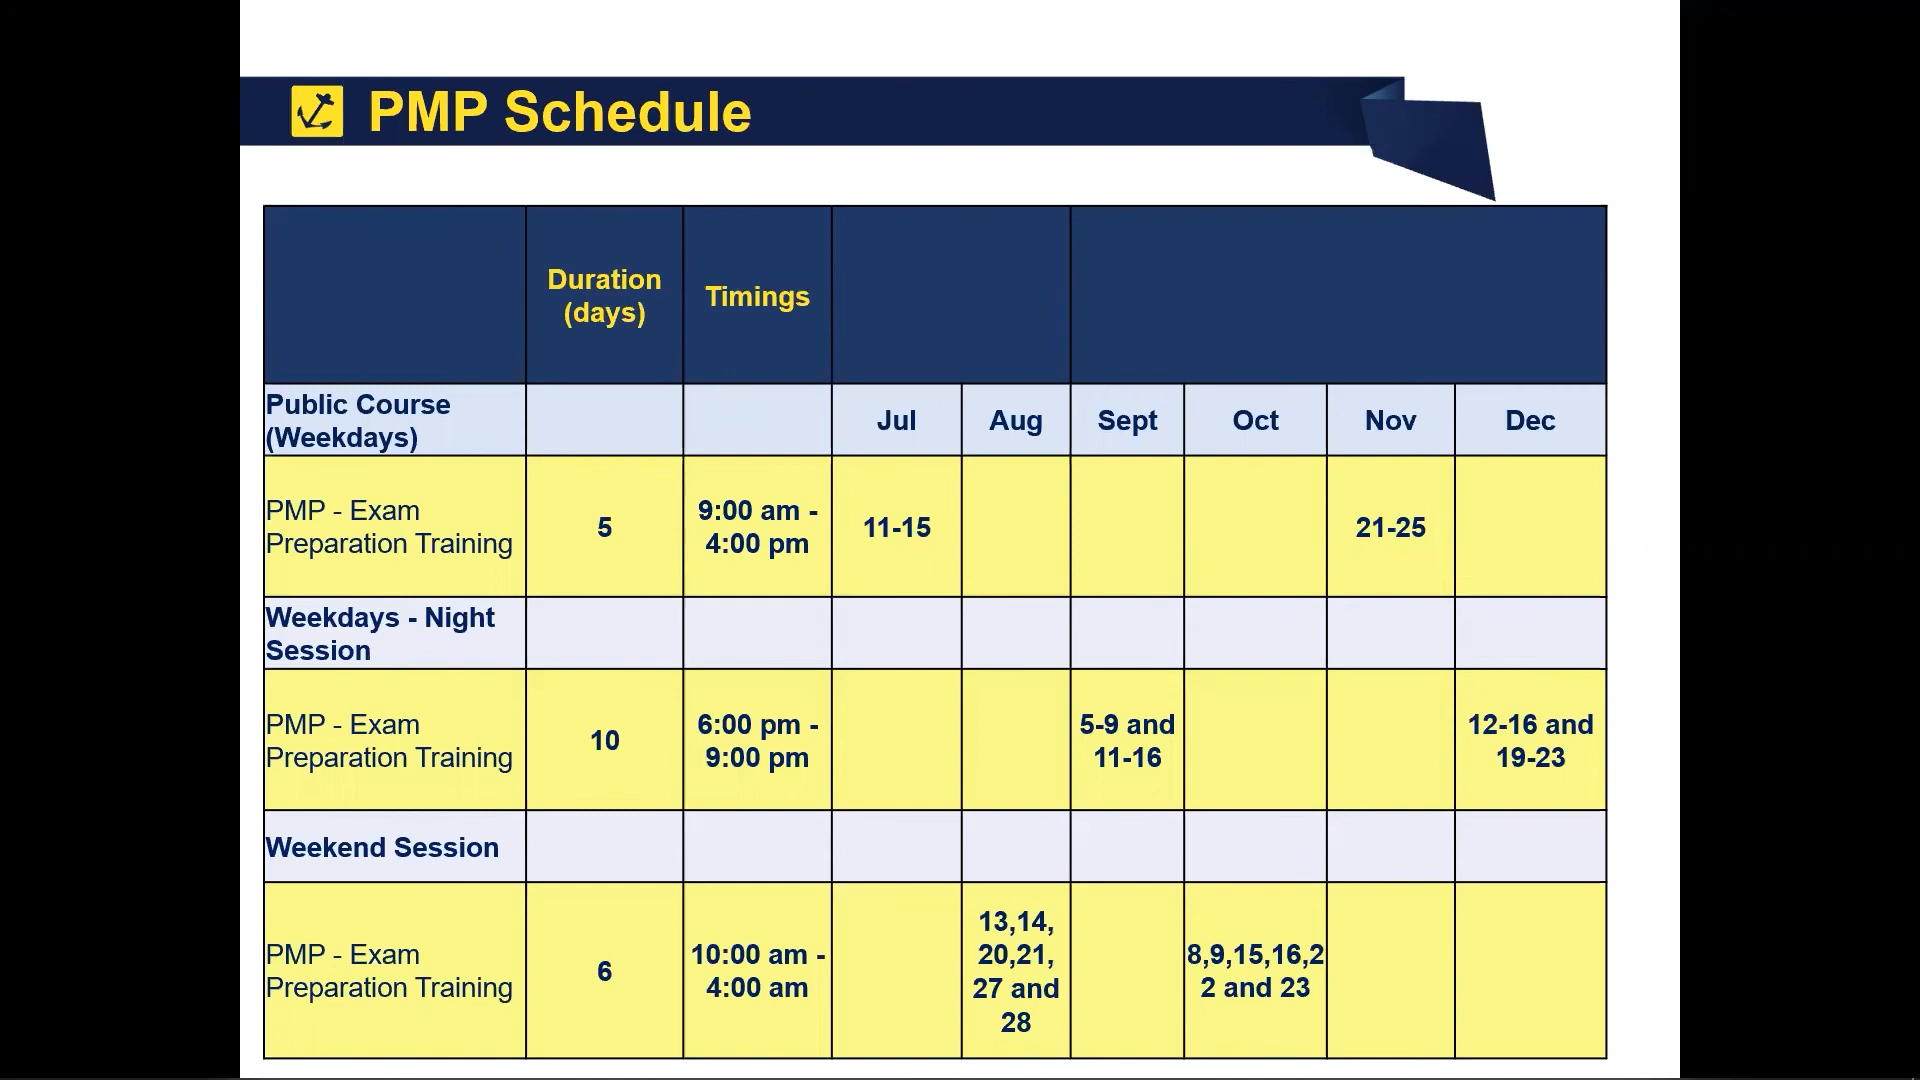 PMP Schedule
Duration
(days)
Timings
Public Course
(Weekdays)
Jul
Aug
Sept
Oct
Nov
Dec
PMP - Exam
Preparation Training
5
9:00 am -
4:00 pm
11-15
21-25
Weekdays - Night
Session
PMP - Exam
Preparation Training
10
6:00 pm -
9:00 pm
5-9 and
11-16
12-16 and
19-23
Weekend Session
PMP - Exam
Preparation Training
6
10:00 am -
4:00 am
13,14,
20,21,
27 and
28
8,9,15,16,2
2 and 23